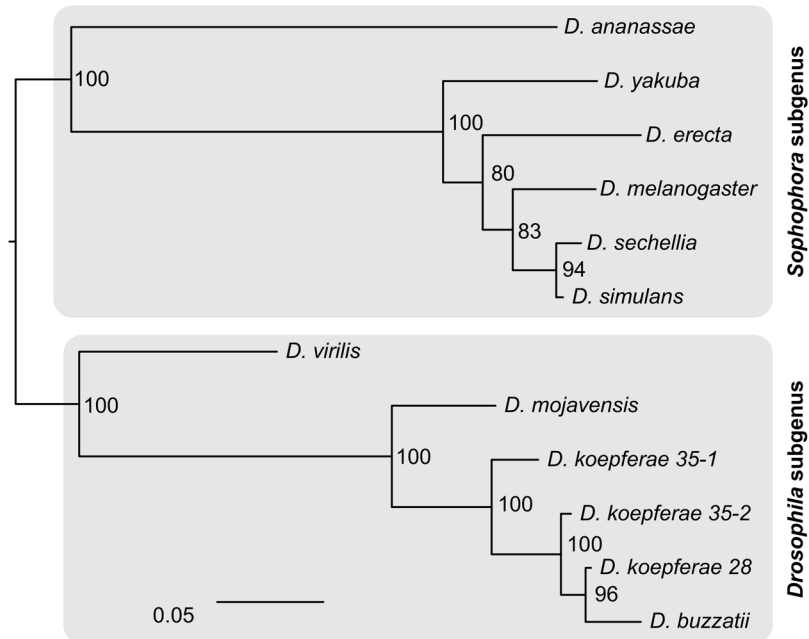 D. ananassae
100
D. yakuba
100
D. erecta
80
D. melanogaster
83
D. sechellia
94
D. simulans
Sophophora subgenus
D. virilis
100
D. mojavensis
100
D. koepferae 35-1
100
D. koepferae 35-2
100
D. koepferae 28
96
D. buzzatii
0.05
Drosophila subgenus